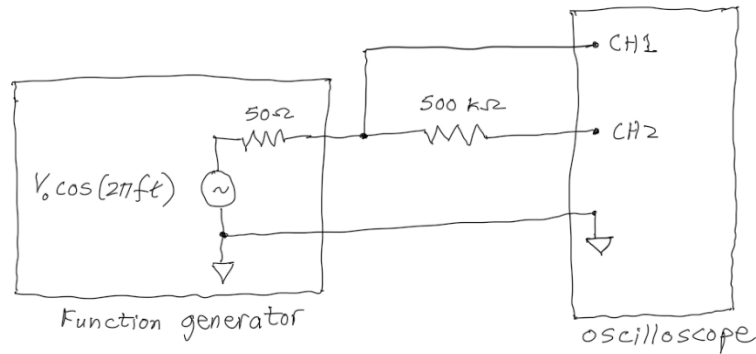 CH1
50Ω
500 kΩ
CH2
V₀ cos(2πft)
Function generator
oscilloscope